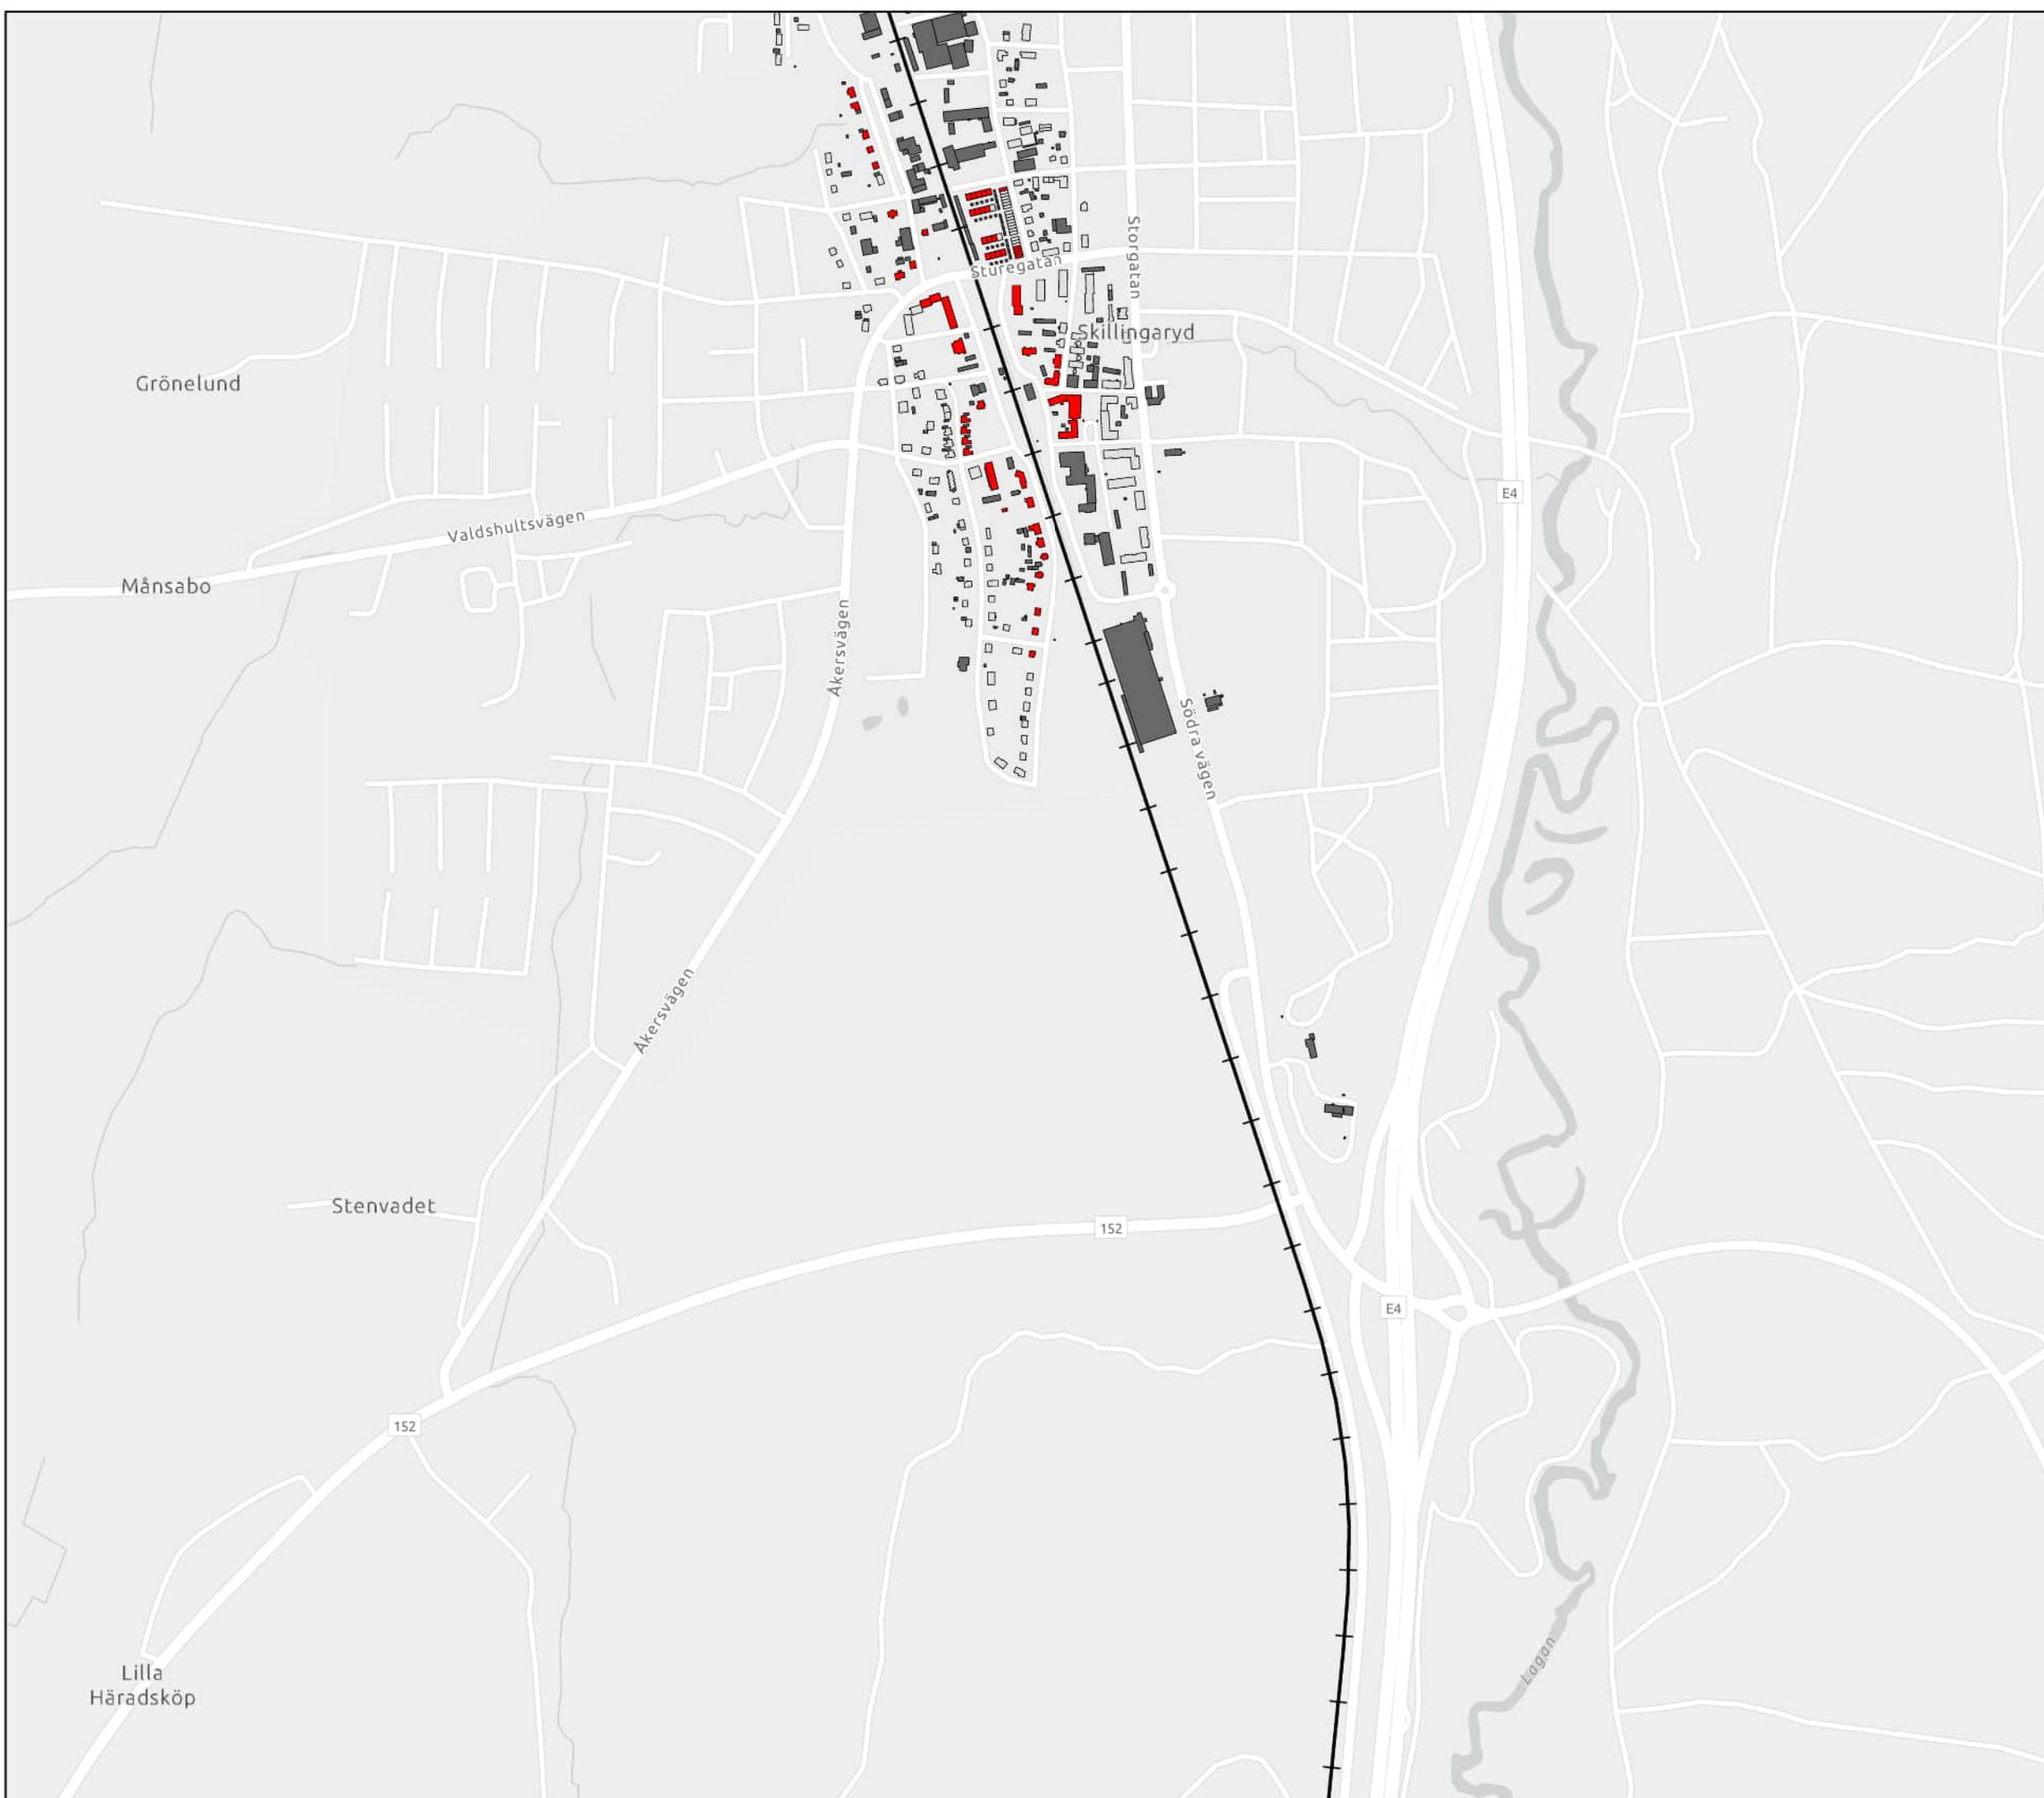 Storgatan
Sturegatan
Skillingaryd
Grönelund
E4
Valdshultsvägen
Månsabo
Åkersvägen
Södra vägen
Åkersvägen
Stenvadet
152
E4
152
Lagan
Lilla
Häradsköp